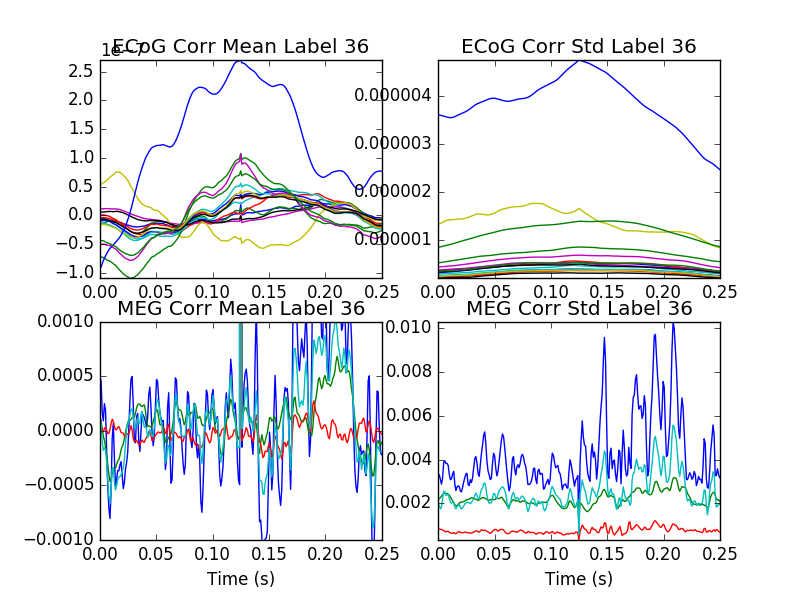 1e−7
ECoG Corr Mean Label 36
2.5
2.0
1.5
1.0
0.5
0.0
−0.5
−1.0
0.00 0.05 0.10 0.15 0.20 0.25
ECoG Corr Std Label 36
0.000004
0.000003
0.000002
0.000001
0.00 0.05 0.10 0.15 0.20 0.25
MEG Corr Mean Label 36
0.0010
0.0005
0.0000
−0.0005
−0.0010
0.00 0.05 0.10 0.15 0.20 0.25
Time (s)
MEG Corr Std Label 36
0.010
0.008
0.006
0.004
0.002
0.00 0.05 0.10 0.15 0.20 0.25
Time (s)